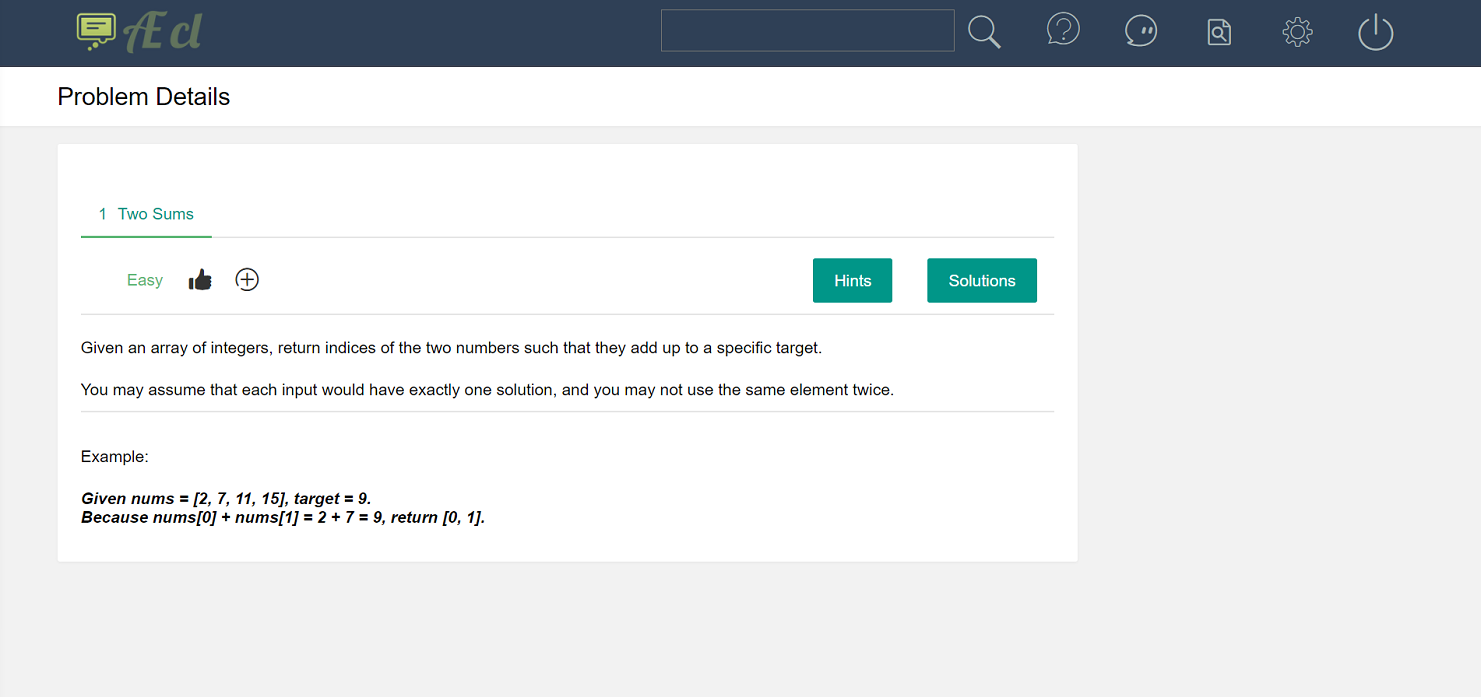 Æ cl
Problem Details
1 Two Sums
Easy
Hints
Solutions
Given an array of integers, return indices of the two numbers such that they add up to a specific target.
You may assume that each input would have exactly one solution, and you may not use the same element twice.
Example:
Given nums = [2, 7, 11, 15], target = 9.
Because nums[0] + nums[1] = 2 + 7 = 9, return [0, 1].